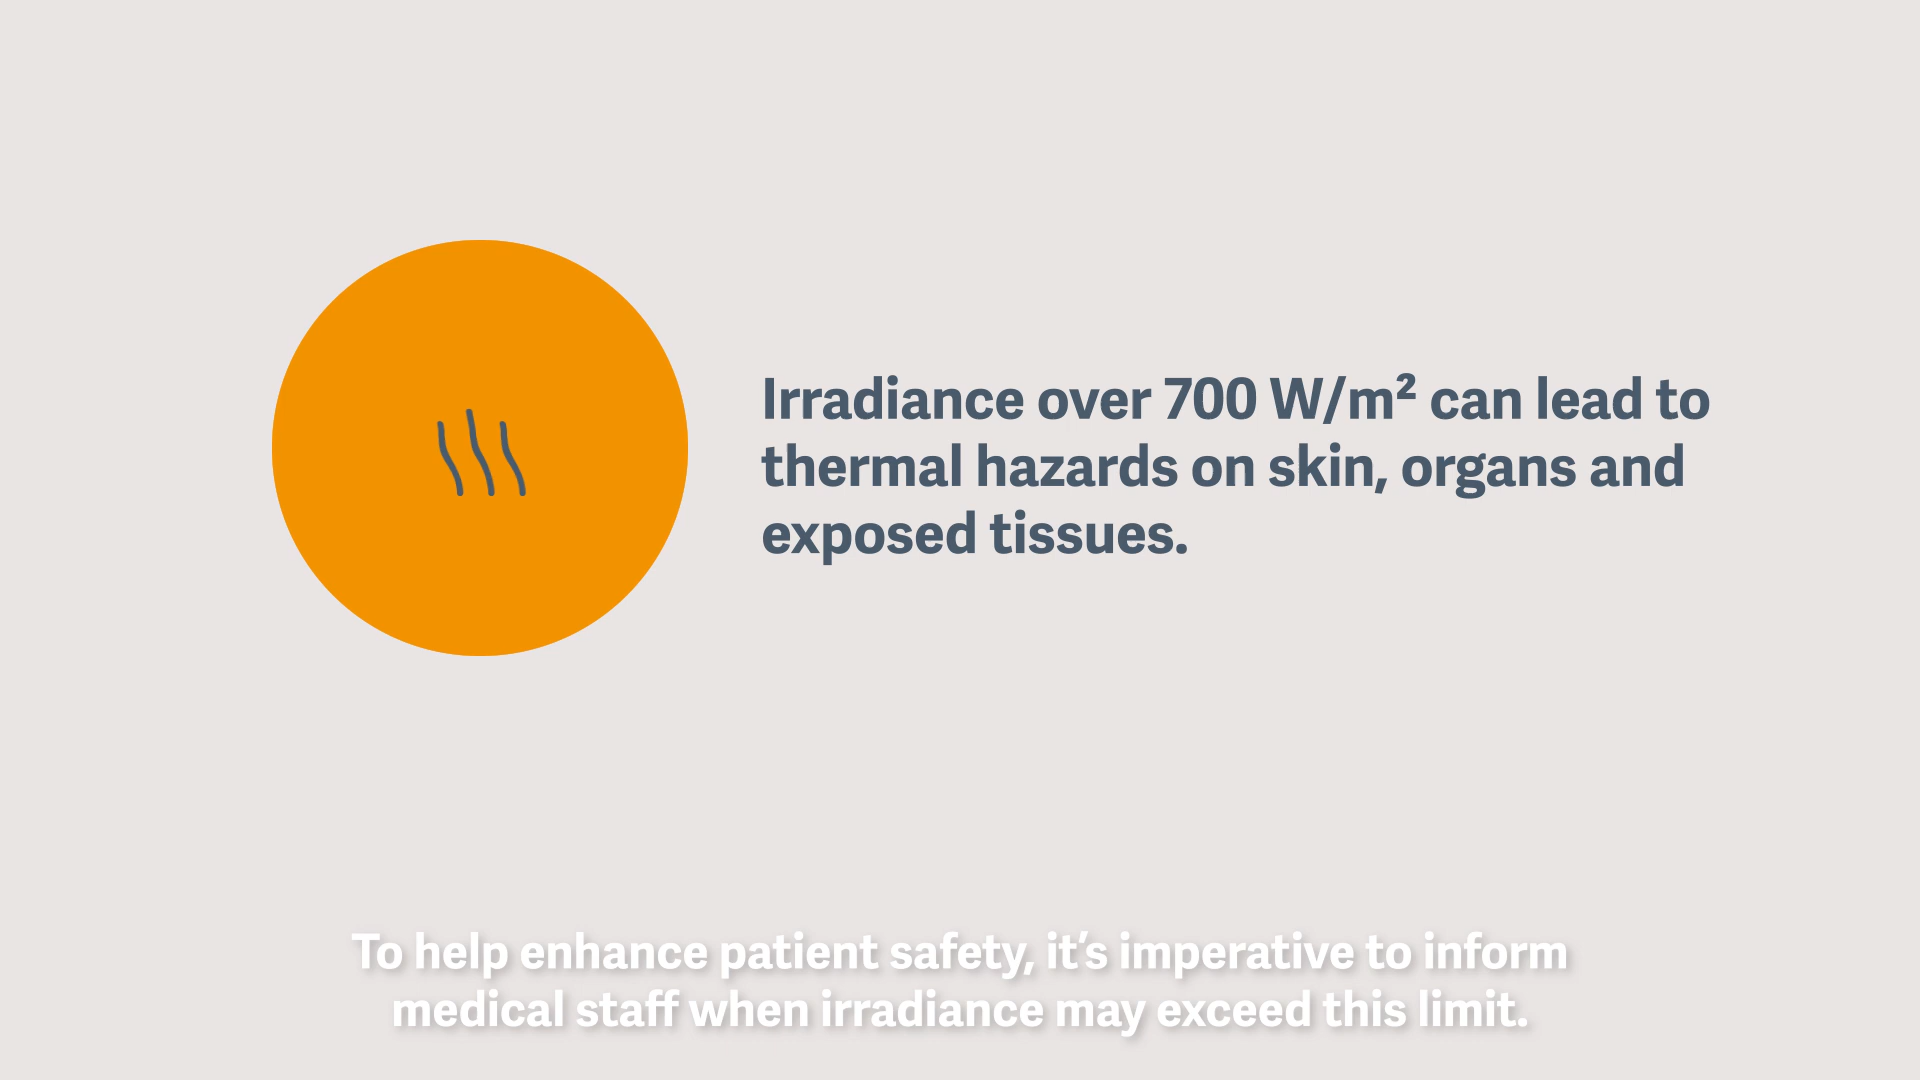 Irradiance over 700 W/m² can lead to
thermal hazards on skin, organs and
exposed tissues.
To help enhance patient safety, it’s imperative to inform
medical staff when irradiance may exceed this limit.